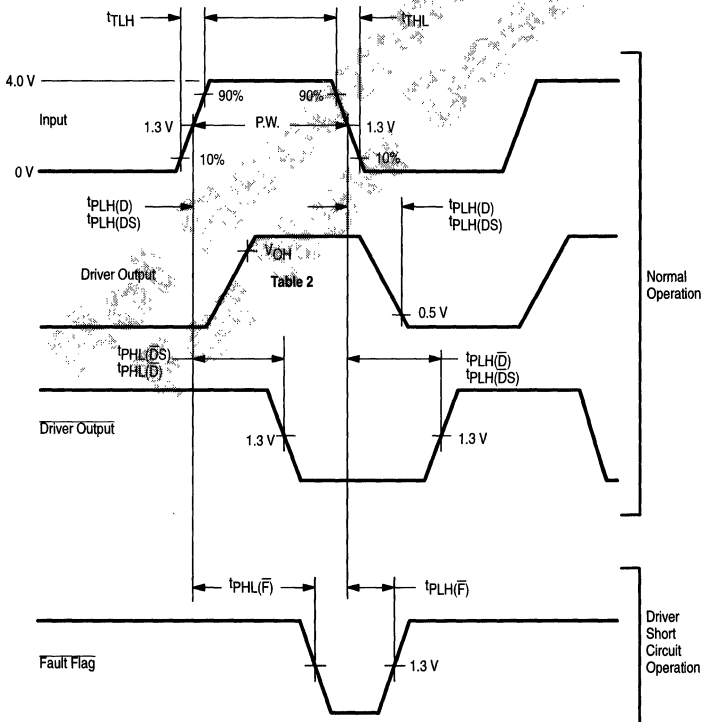 tTLH
tTHL
4.0 V
90%
90%
Input
1.3 V
P.W.
1.3 V
10%
10%
0 V
tPLH(D)
tPLH(DS)
tPLH(D)
tPLH(DS)
VOH
Driver Output
Table 2
Normal
Operation
0.5 V
tPHL(D̅S)
tPHL(D̅)
tPLH(D̅)
tPLH(D̅S)
Driver Output
1.3 V
1.3 V
tPHL(F̅)
tPLH(F̅)
Driver
Short
Circuit
Operation
Fault Flag
1.3 V